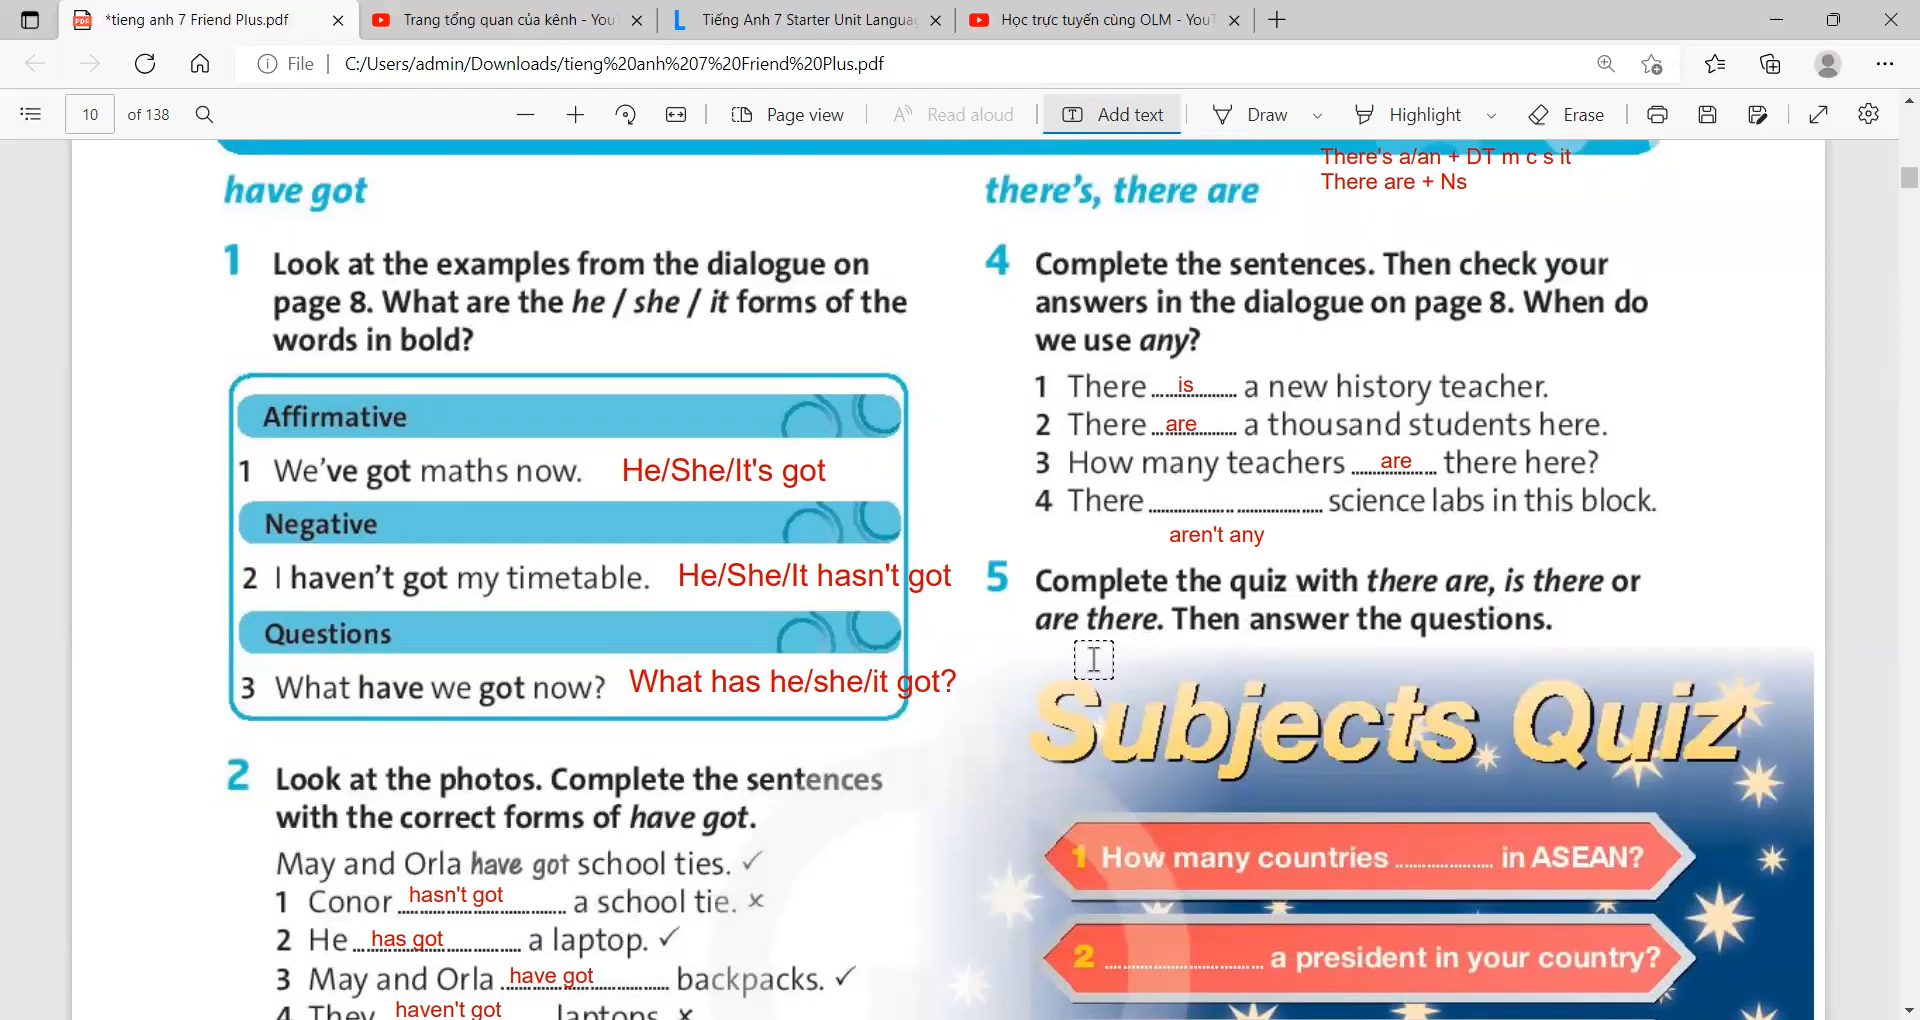 *tieng anh 7 Friend Plus.pdf
Trang tổng quan của kênh - You
Tiếng Anh 7 Starter Unit Langua
Học trực tuyến cùng OLM - YouT
File
C:/Users/admin/Downloads/tieng%20anh%207%20Friend%20Plus.pdf
10 of 138
Page view
Read aloud
Add text
Draw
Highlight
Erase
There's a/an + DT m c s it
There are + Ns
have got
1 Look at the examples from the dialogue on
page 8. What are the he / she / it forms of the
words in bold?
Affirmative
1 We've got maths now. He/She/It's got
Negative
2 I haven't got my timetable. He/She/It hasn't got
Questions
3 What have we got now? What has he/she/it got?
2 Look at the photos. Complete the sentences
with the correct forms of have got.
May and Orla have got school ties. ✓
1 Conor hasn't got a school tie. ×
2 He has got a laptop. ✓
3 May and Orla have got backpacks. ✓
4 They haven't got laptops. ×
there's, there are
4 Complete the sentences. Then check your
answers in the dialogue on page 8. When do
we use any?
1 There is a new history teacher.
2 There are a thousand students here.
3 How many teachers are there here?
4 There .............. .............. science labs in this block.
aren't any
5 Complete the quiz with there are, is there or
are there. Then answer the questions.
Subjects Quiz
1 How many countries .............. in ASEAN?
2 .............. a president in your country?